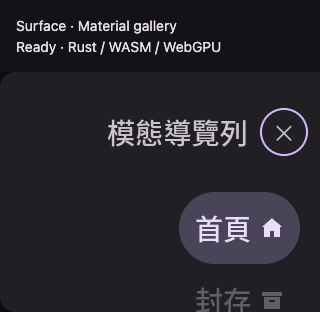 Surface · Material gallery
Ready · Rust / WASM / WebGPU
模態導覽列
首頁
封存